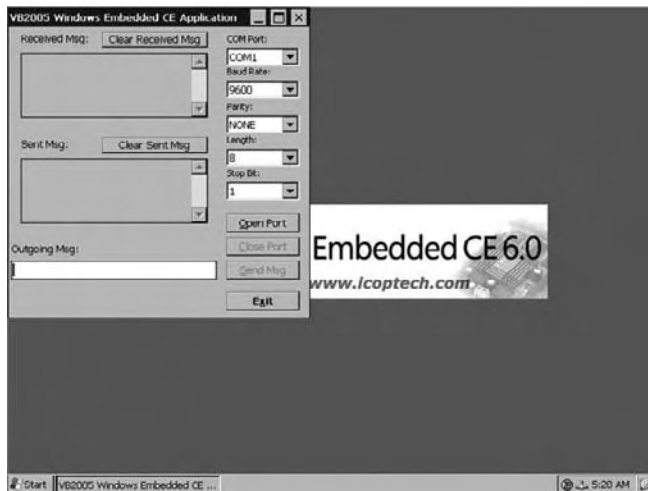 VB2005 Windows Embedded CE Application
Received Msg:
Clear Received Msg
Sent Msg:
Clear Sent Msg
Outgoing Msg:
COM Port:
COM1
Baud Rate:
9600
Parity:
NONE
Length:
8
Stop Bit:
1
Open Port
Close Port
Send Msg
Exit
Embedded CE 6.0
www.icoptech.com
Start
VB2005 Windows Embedded CE ...
5:20 AM